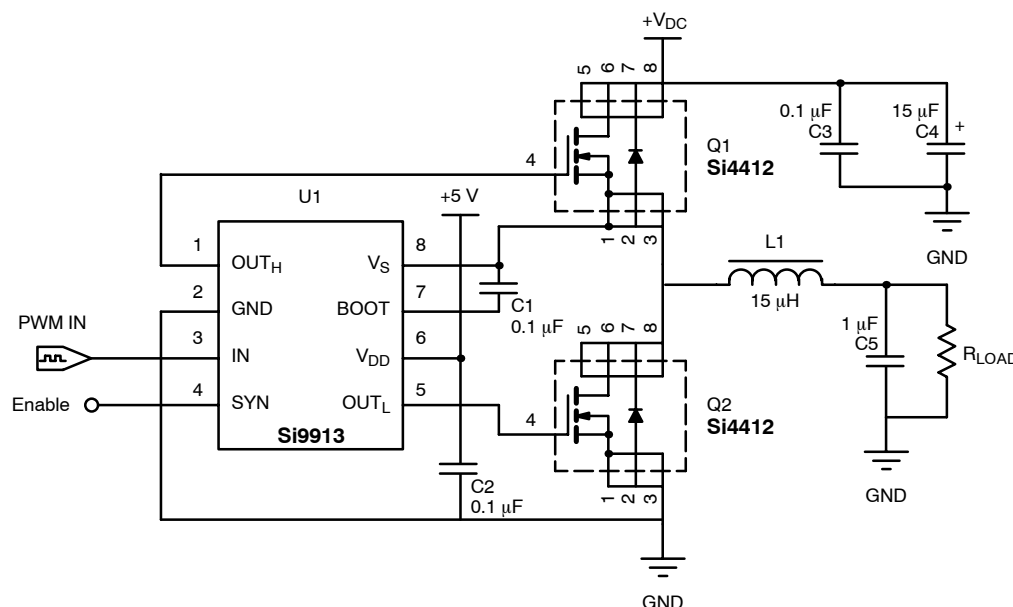 +VDC
5 6 7 8
0.1 μF
C3
15 μF
C4
+
Q1
Si4412
4
U1
+5 V
1
OUTH
VS
8
1 2 3
L1
GND
2
GND
BOOT
7
C1
0.1 μF
15 μH
PWM IN
3
IN
VDD
6
5 6 7 8
1 μF
C5
RLOAD
Enable
4
SYN
OUTL
5
4
Q2
Si4412
Si9913
C2
0.1 μF
1 2 3
GND
GND